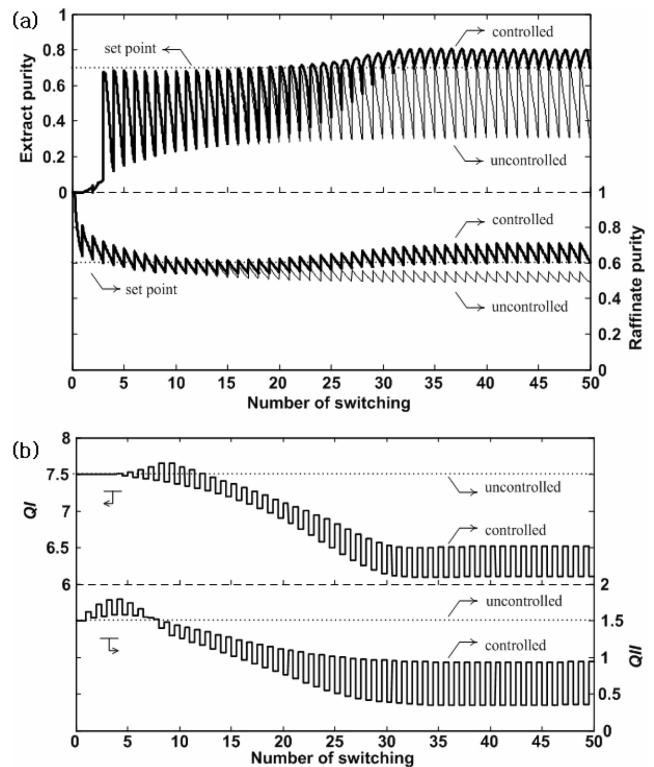 (a)
1.0
0.8
0.6
0.4
0.2
0
Extract purity
set point
controlled
uncontrolled
1
0.8
0.6
0.4
0.2
0
Raffinate purity
controlled
set point
uncontrolled
0 5 10 15 20 25 30 35 40 45 50
Number of switching
(b)
8
7.5
7
6.5
6
QI
uncontrolled
controlled
2
1.5
1
0.5
0
QII
uncontrolled
controlled
0 5 10 15 20 25 30 35 40 45 50
Number of switching